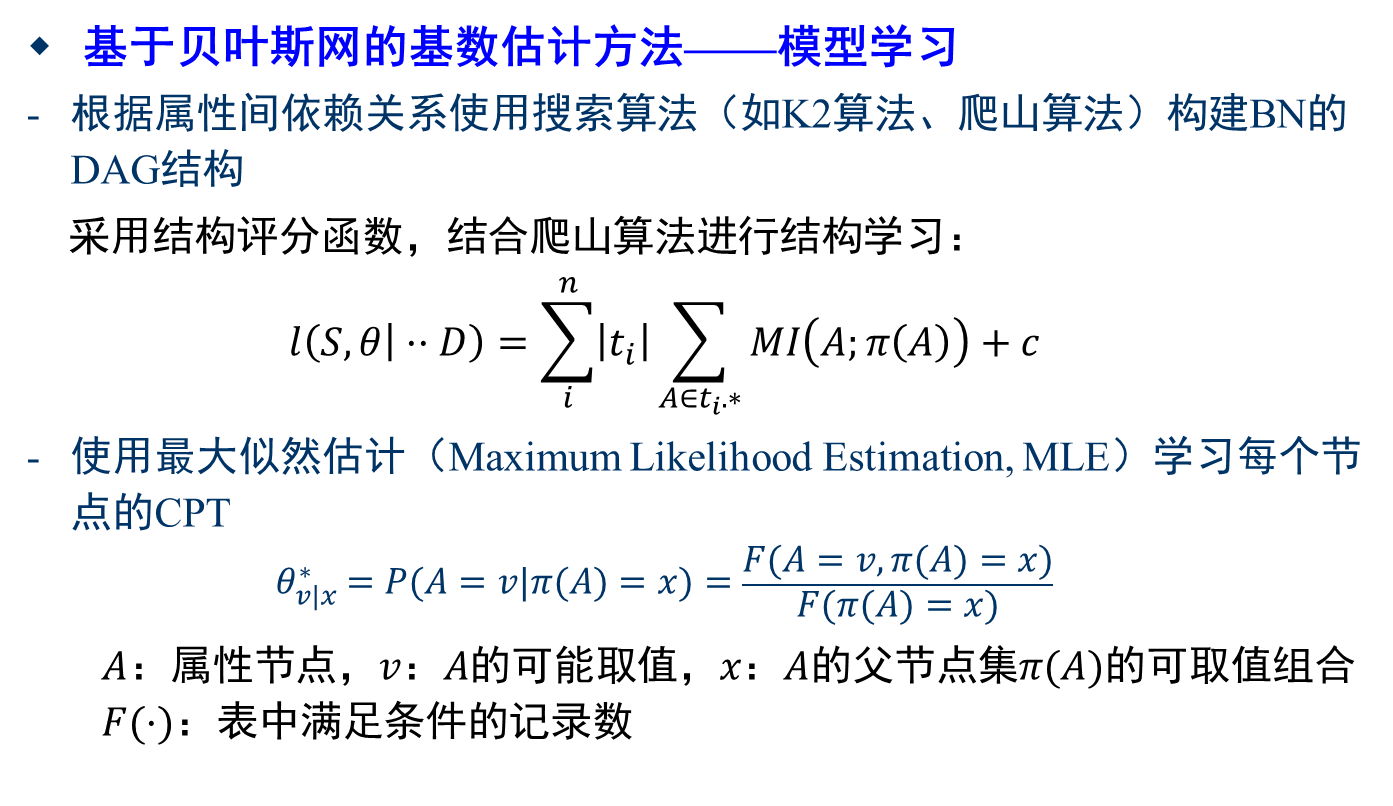 ◆ 基于贝叶斯网的基数估计方法——模型学习
- 根据属性间依赖关系使用搜索算法（如K2算法、爬山算法）构建BN的
DAG结构
采用结构评分函数，结合爬山算法进行结构学习：
l(S,θ|··D) = ∑_i^n |t_i| ∑_{A∈t_i.*} MI(A;π(A)) + c
- 使用最大似然估计（Maximum Likelihood Estimation, MLE）学习每个节
点的CPT
θ*_{v|x} = P(A = v|π(A) = x) = F(A = v,π(A) = x) / F(π(A) = x)
A：属性节点，v：A的可能取值，x：A的父节点集π(A)的可取值组合
F(·)：表中满足条件的记录数